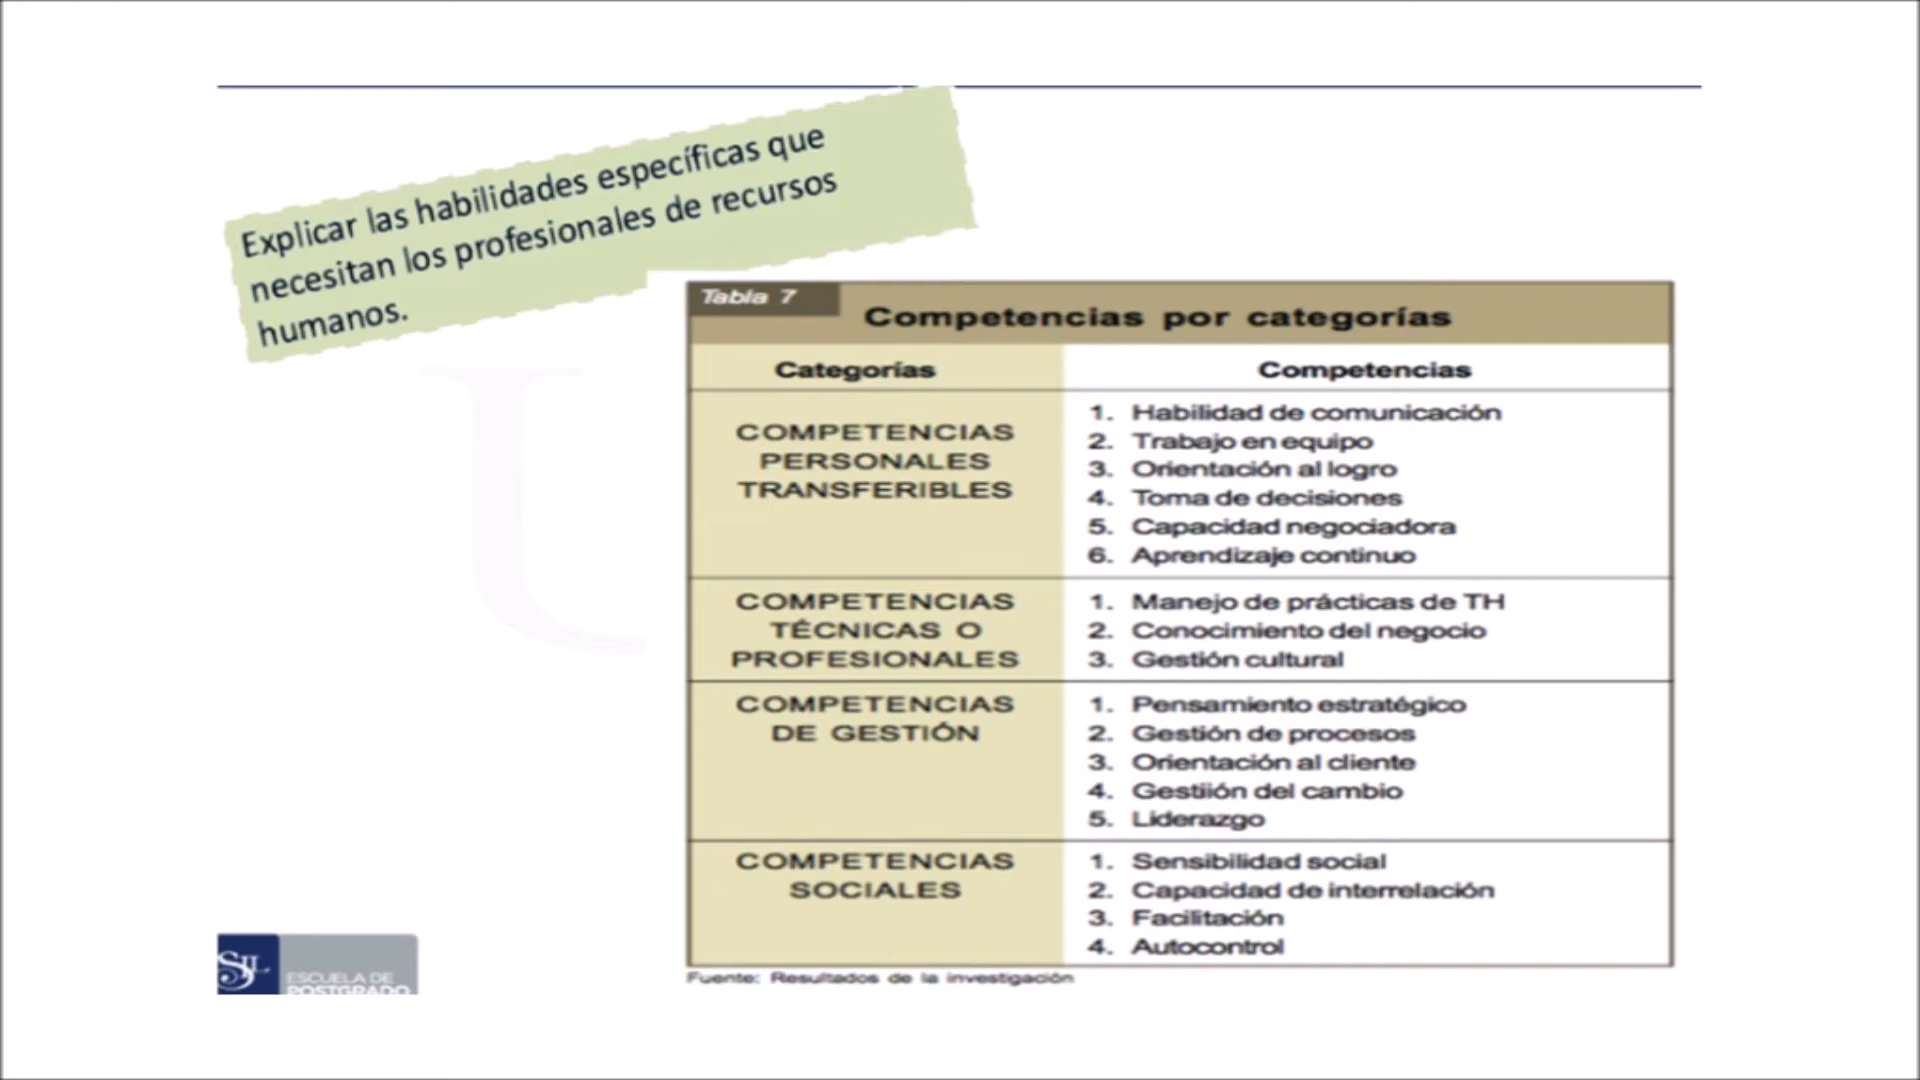 Explicar las habilidades específicas que
necesitan los profesionales de recursos
humanos.
Tabla 7
Competencias por categorías
Categorías
Competencias
COMPETENCIAS
PERSONALES
TRANSFERIBLES
1. Habilidad de comunicación
2. Trabajo en equipo
3. Orientación al logro
4. Toma de decisiones
5. Capacidad negociadora
6. Aprendizaje continuo
COMPETENCIAS
TÉCNICAS O
PROFESIONALES
1. Manejo de prácticas de TH
2. Conocimiento del negocio
3. Gestión cultural
COMPETENCIAS
DE GESTIÓN
1. Pensamiento estratégico
2. Gestión de procesos
3. Orientación al cliente
4. Gestiión del cambio
5. Liderazgo
COMPETENCIAS
SOCIALES
1. Sensibilidad social
2. Capacidad de interrelación
3. Facilitación
4. Autocontrol
Fuente: Resultados de la investigación
SJL
ESCUELA DE
POSTGRADO